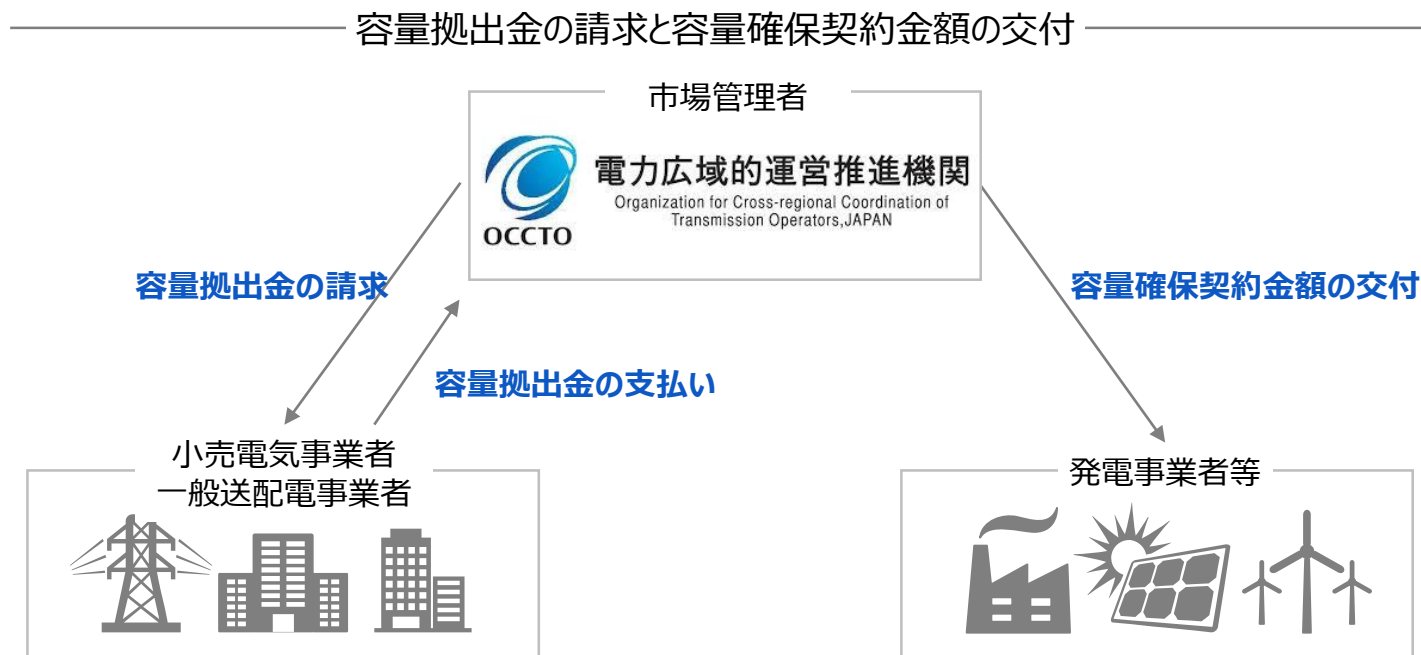 容量拠出金の請求と容量確保契約金額の交付
市場管理者
電力広域的運営推進機関
Organization for Cross-regional Coordination of
Transmission Operators,JAPAN
OCCTO
容量拠出金の請求
容量確保契約金額の交付
容量拠出金の支払い
小売電気事業者
一般送配電事業者
発電事業者等